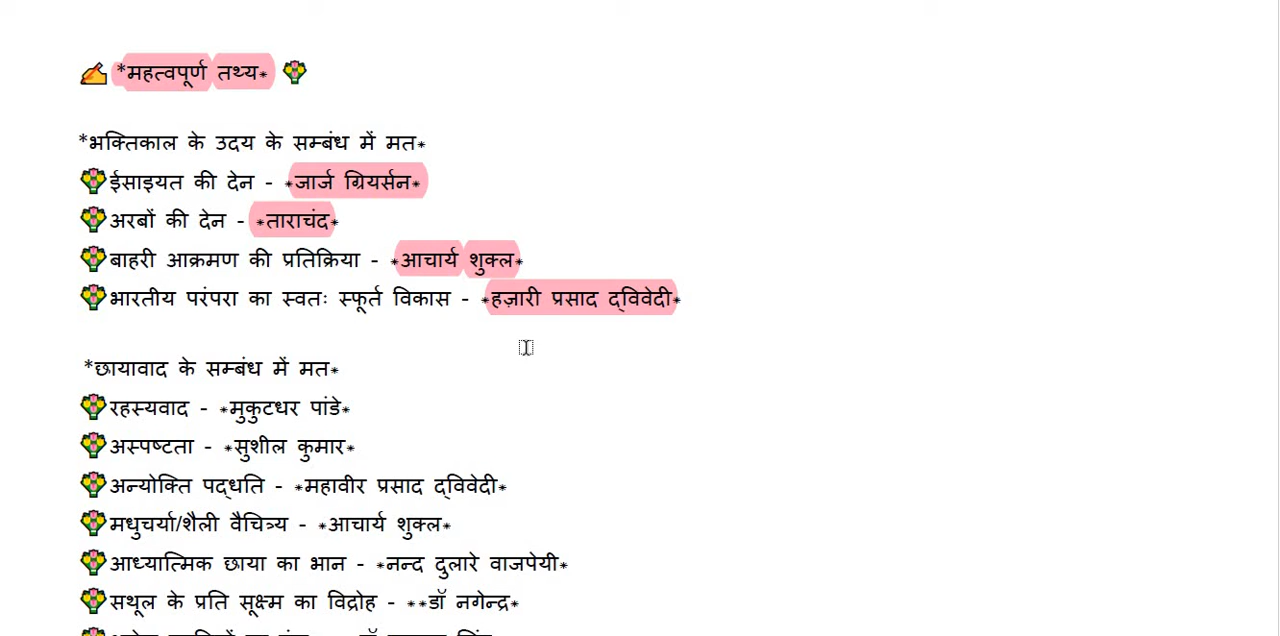 ✍ *महत्वपूर्ण तथ्य* 💐
*भक्तिकाल के उदय के सम्बंध में मत*
💐ईसाइयत की देन - *जार्ज ग्रियर्सन*
💐अरबों की देन - *ताराचंद*
💐बाहरी आक्रमण की प्रतिक्रिया - *आचार्य शुक्ल*
💐भारतीय परंपरा का स्वतः स्फूर्त विकास - *हज़ारी प्रसाद द्विवेदी*
*छायावाद के सम्बंध में मत*
💐रहस्यवाद - *मुकुटधर पांडे*
💐अस्पष्टता - *सुशील कुमार*
💐अन्योक्ति पद्धति - *महावीर प्रसाद द्विवेदी*
💐मधुचर्या/शैली वैचित्र्य - *आचार्य शुक्ल*
💐आध्यात्मिक छाया का भान - *नन्द दुलारे वाजपेयी*
💐सथूल के प्रति सूक्ष्म का विद्रोह - **डॉ नगेन्द्र*